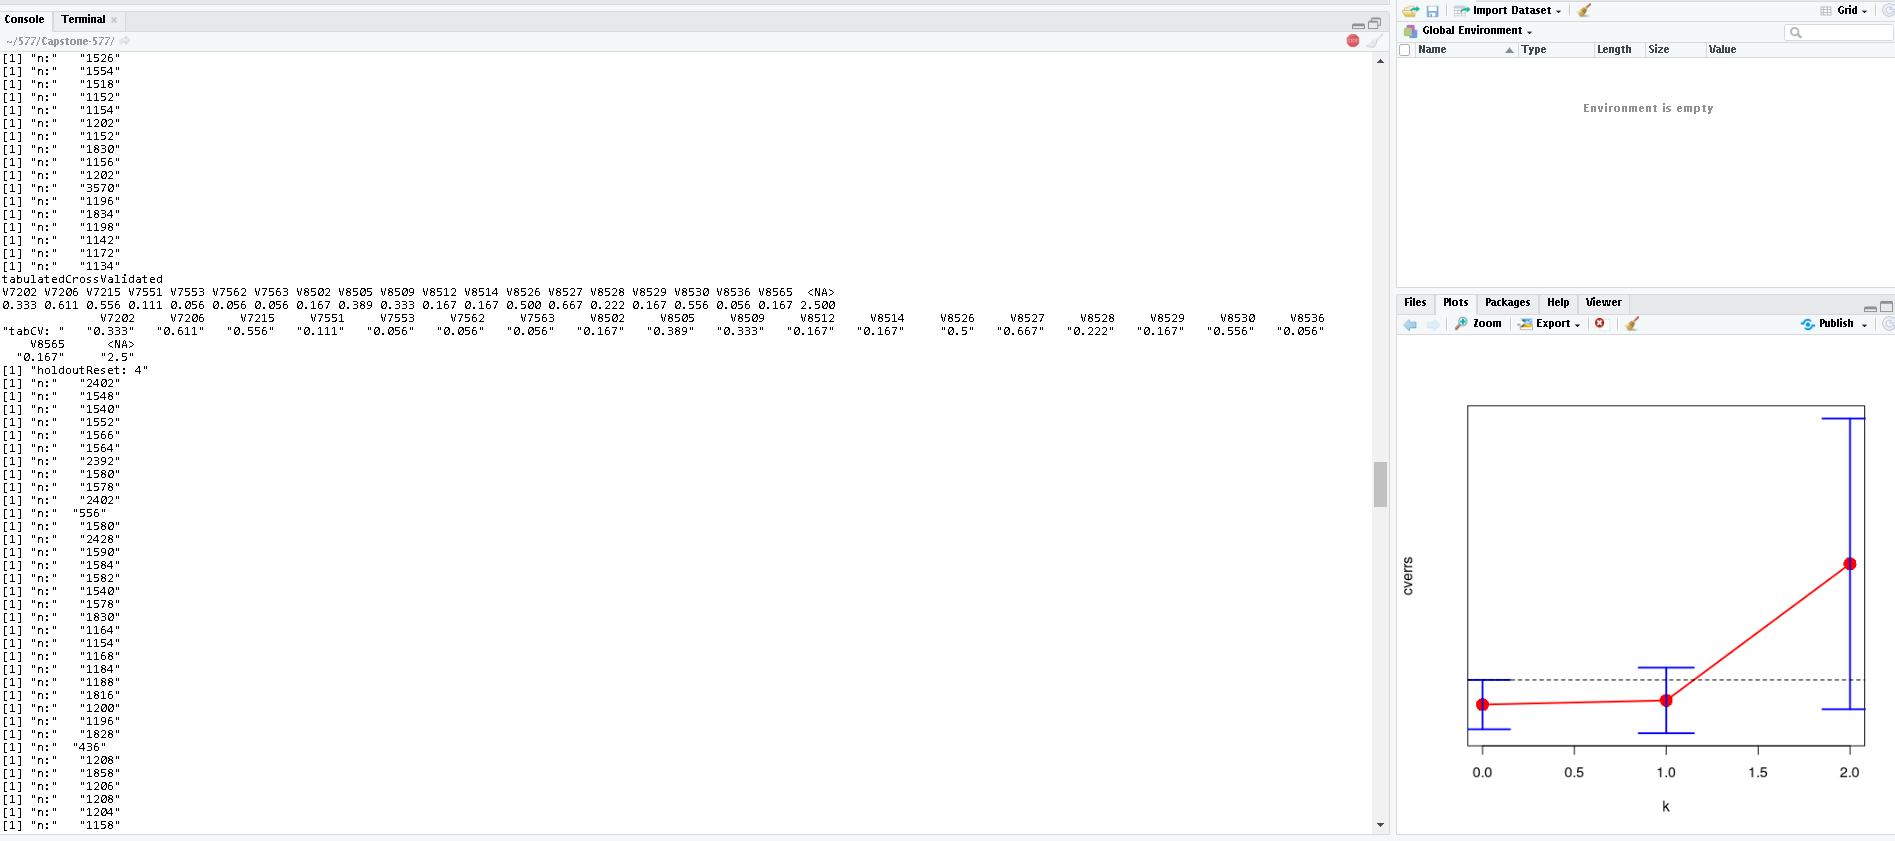 Console Terminal
~/577/Capstone-577/
[1] "n:" "1526"
[1] "n:" "1554"
[1] "n:" "1518"
[1] "n:" "1152"
[1] "n:" "1154"
[1] "n:" "1202"
[1] "n:" "1152"
[1] "n:" "1830"
[1] "n:" "1156"
[1] "n:" "1202"
[1] "n:" "3570"
[1] "n:" "1196"
[1] "n:" "1834"
[1] "n:" "1198"
[1] "n:" "1142"
[1] "n:" "1172"
[1] "n:" "1134"
tabulatedCrossValidated
V7202 V7206 V7215 V7551 V7553 V7562 V7563 V8502 V8505 V8509 V8512 V8514 V8526 V8527 V8528 V8529 V8530 V8536 V8565 <NA>
0.333 0.611 0.556 0.111 0.056 0.056 0.056 0.167 0.389 0.333 0.167 0.167 0.500 0.667 0.222 0.167 0.556 0.056 0.167 2.500
V7202 V7206 V7215 V7551 V7553 V7562 V7563 V8502 V8505 V8509 V8512 V8514 V8526 V8527 V8528 V8529 V8530 V8536
"tabCV: " "0.333" "0.611" "0.556" "0.111" "0.056" "0.056" "0.056" "0.167" "0.389" "0.333" "0.167" "0.167" "0.5" "0.667" "0.222" "0.167" "0.556" "0.056"
V8565 <NA>
"0.167" "2.5"
[1] "holdoutReset: 4"
[1] "n:" "2402"
[1] "n:" "1548"
[1] "n:" "1540"
[1] "n:" "1552"
[1] "n:" "1566"
[1] "n:" "1564"
[1] "n:" "2392"
[1] "n:" "1580"
[1] "n:" "1578"
[1] "n:" "2402"
[1] "n:" "556"
[1] "n:" "1580"
[1] "n:" "2428"
[1] "n:" "1590"
[1] "n:" "1584"
[1] "n:" "1582"
[1] "n:" "1540"
[1] "n:" "1578"
[1] "n:" "1830"
[1] "n:" "1164"
[1] "n:" "1154"
[1] "n:" "1168"
[1] "n:" "1184"
[1] "n:" "1188"
[1] "n:" "1816"
[1] "n:" "1200"
[1] "n:" "1196"
[1] "n:" "1828"
[1] "n:" "436"
[1] "n:" "1208"
[1] "n:" "1858"
[1] "n:" "1206"
[1] "n:" "1208"
[1] "n:" "1204"
[1] "n:" "1158"
Import Dataset Grid
Global Environment
Name Type Length Size Value
Environment is empty
Files Plots Packages Help Viewer
Zoom Export Publish
cverrs
0.0 0.5 1.0 1.5 2.0
k